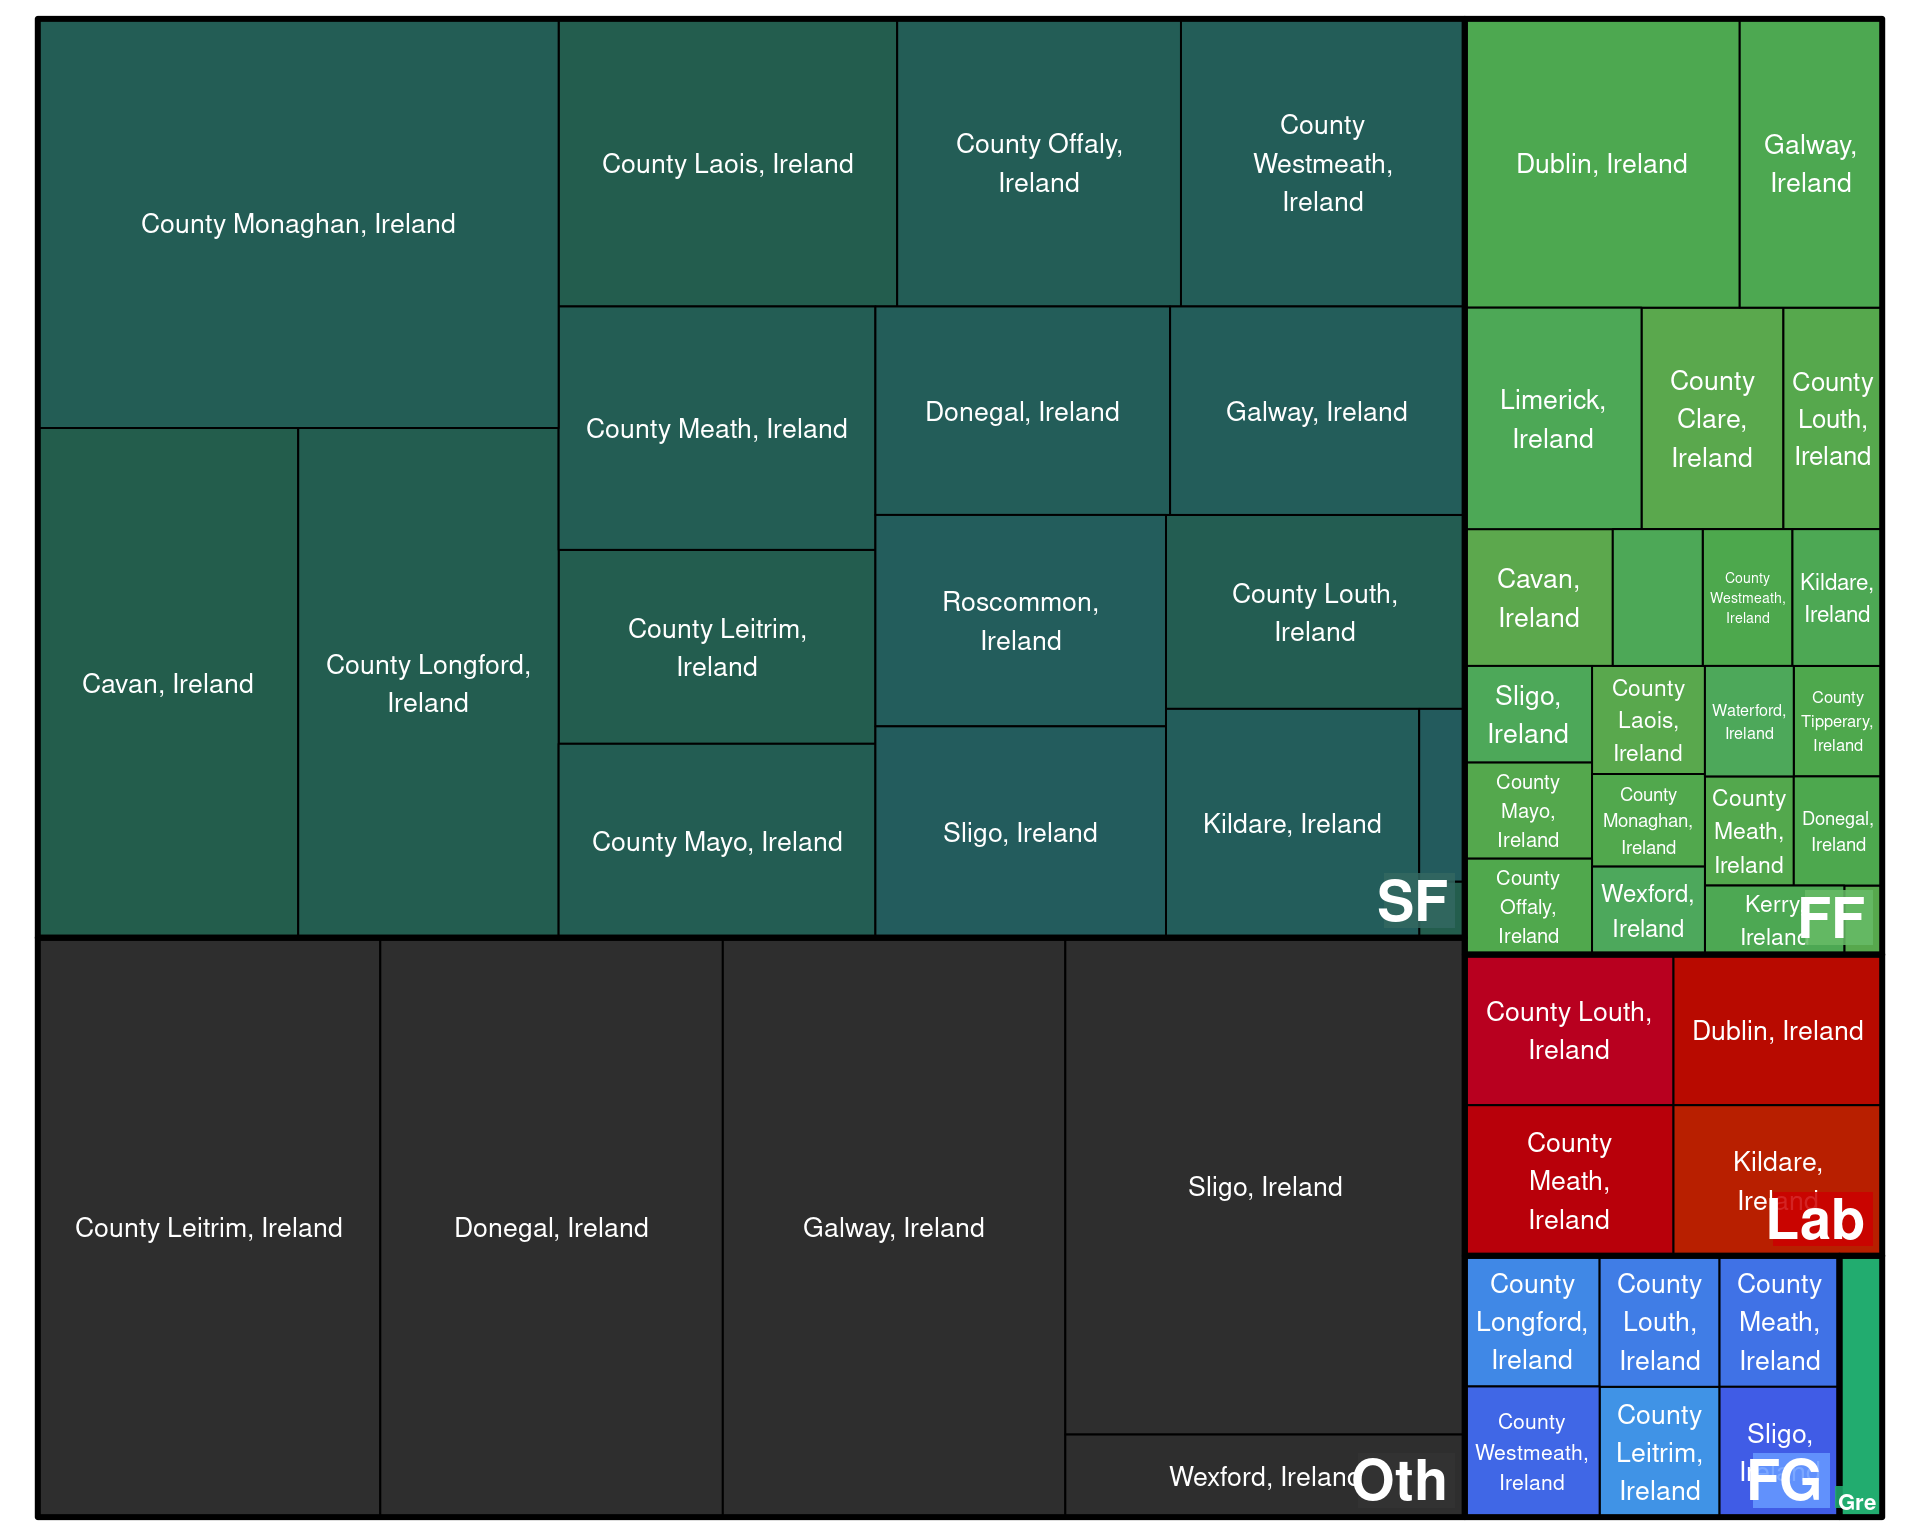 County Monaghan, Ireland
County Laois, Ireland
County Offaly,
Ireland
County
Westmeath,
Ireland
Cavan, Ireland
County Longford,
Ireland
County Meath, Ireland
Donegal, Ireland
Galway, Ireland
County Leitrim,
Ireland
Roscommon,
Ireland
County Louth,
Ireland
County Mayo, Ireland
Sligo, Ireland
Kildare, Ireland
SF
County Leitrim, Ireland
Donegal, Ireland
Galway, Ireland
Sligo, Ireland
Wexford, Ireland
Oth
Dublin, Ireland
Galway,
Ireland
Limerick,
Ireland
County
Clare,
Ireland
County
Louth,
Ireland
Cavan,
Ireland
County
Westmeath,
Ireland
Kildare,
Ireland
Sligo,
Ireland
County
Laois,
Ireland
Waterford,
Ireland
County
Tipperary,
Ireland
County
Mayo,
Ireland
County
Monaghan,
Ireland
County
Meath,
Ireland
Donegal,
Ireland
County
Offaly,
Ireland
Wexford,
Ireland
Kerry
Ireland
FF
County Louth,
Ireland
Dublin, Ireland
County
Meath,
Ireland
Kildare,
Ireland
Lab
County
Longford,
Ireland
County
Louth,
Ireland
County
Meath,
Ireland
County
Westmeath,
Ireland
County
Leitrim,
Ireland
Sligo,
Ireland
FG
Gre